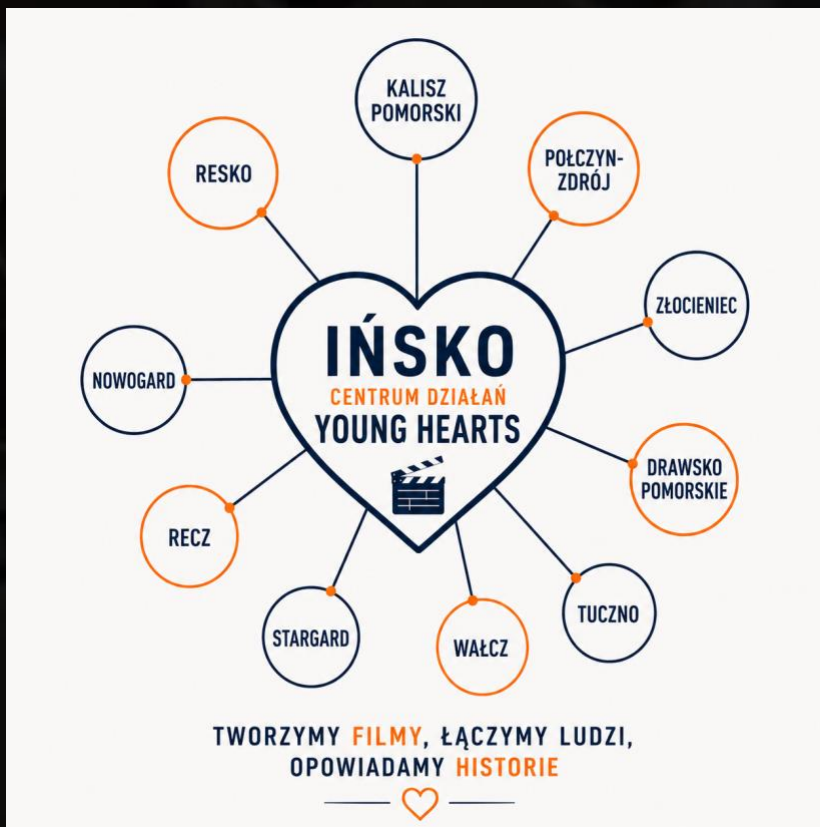 KALISZ
POMORSKI
RESKO
POŁCZYN-
ZDRÓJ
ZŁOCIENIEC
IŃSKO
CENTRUM DZIAŁAŃ
YOUNG HEARTS
NOWOGARD
DRAWSKO
POMORSKIE
RECZ
TUCZNO
STARGARD
WAŁCZ
TWORZYMY FILMY, ŁĄCZYMY LUDZI,
OPOWIADAMY HISTORIE